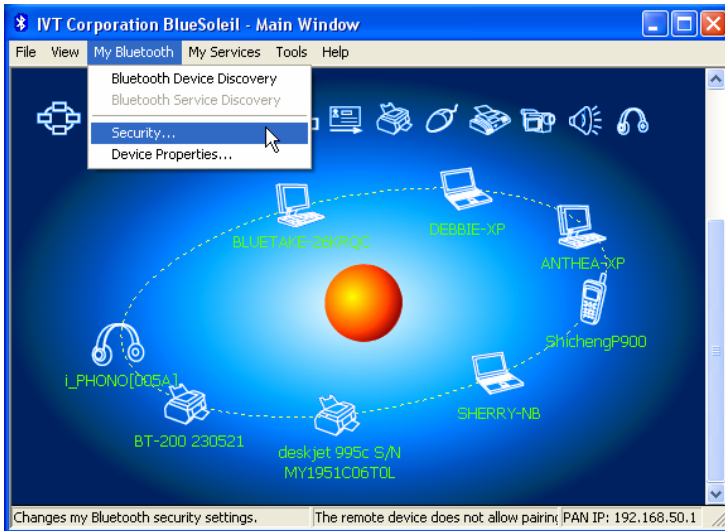 IVT Corporation BlueSoleil - Main Window
File View My Bluetooth My Services Tools Help
Bluetooth Device Discovery
Bluetooth Service Discovery
Security...
Device Properties...
BLUETAKE-26KRQC
DEBBIE-XP
ANTHEA-XP
ShichengP900
i_PHONO[005A]
SHERRY-NB
BT-200 230521
deskjet 995c S/N
MY1951C06T0L
Changes my Bluetooth security settings. The remote device does not allow pairing PAN IP: 192.168.50.1